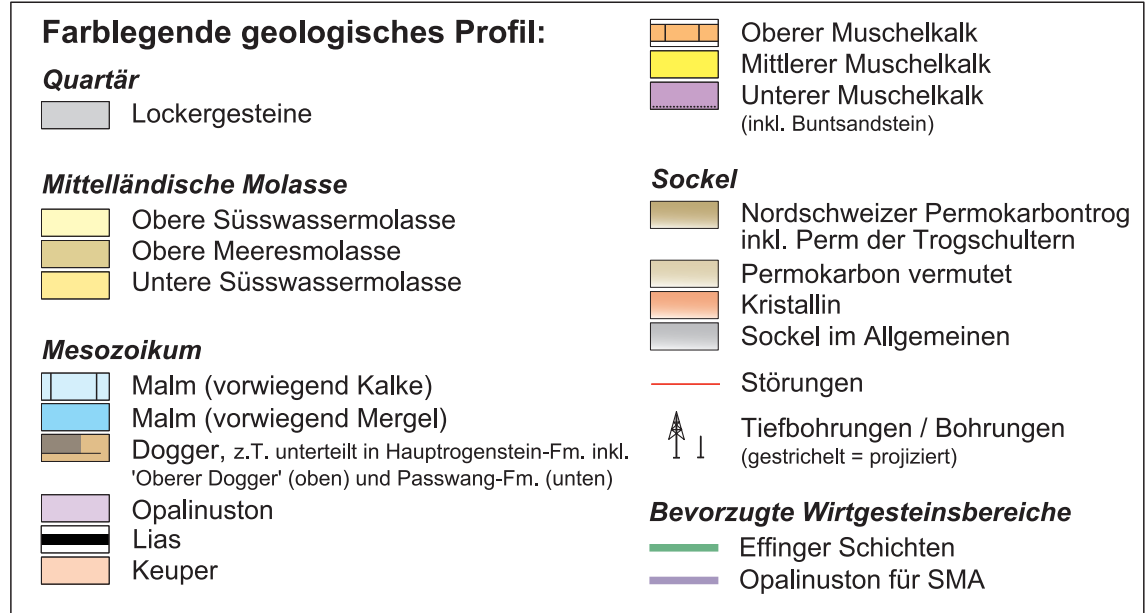 Farblegende geologisches Profil:
Quartär
Lockergesteine
Mittelländische Molasse
Obere Süsswassermolasse
Obere Meeresmolasse
Untere Süsswassermolasse
Mesozoikum
Malm (vorwiegend Kalke)
Malm (vorwiegend Mergel)
Dogger, z.T. unterteilt in Hauptrogenstein-Fm. inkl.
'Oberer Dogger' (oben) und Passwang-Fm. (unten)
Opalinuston
Lias
Keuper
Oberer Muschelkalk
Mittlerer Muschelkalk
Unterer Muschelkalk
(inkl. Buntsandstein)
Sockel
Nordschweizer Permokarbontrog
inkl. Perm der Trogschultern
Permokarbon vermutet
Kristallin
Sockel im Allgemeinen
Störungen
Tiefbohrungen / Bohrungen
(gestrichelt = projiziert)
Bevorzugte Wirtgesteinsbereiche
Effinger Schichten
Opalinuston für SMA